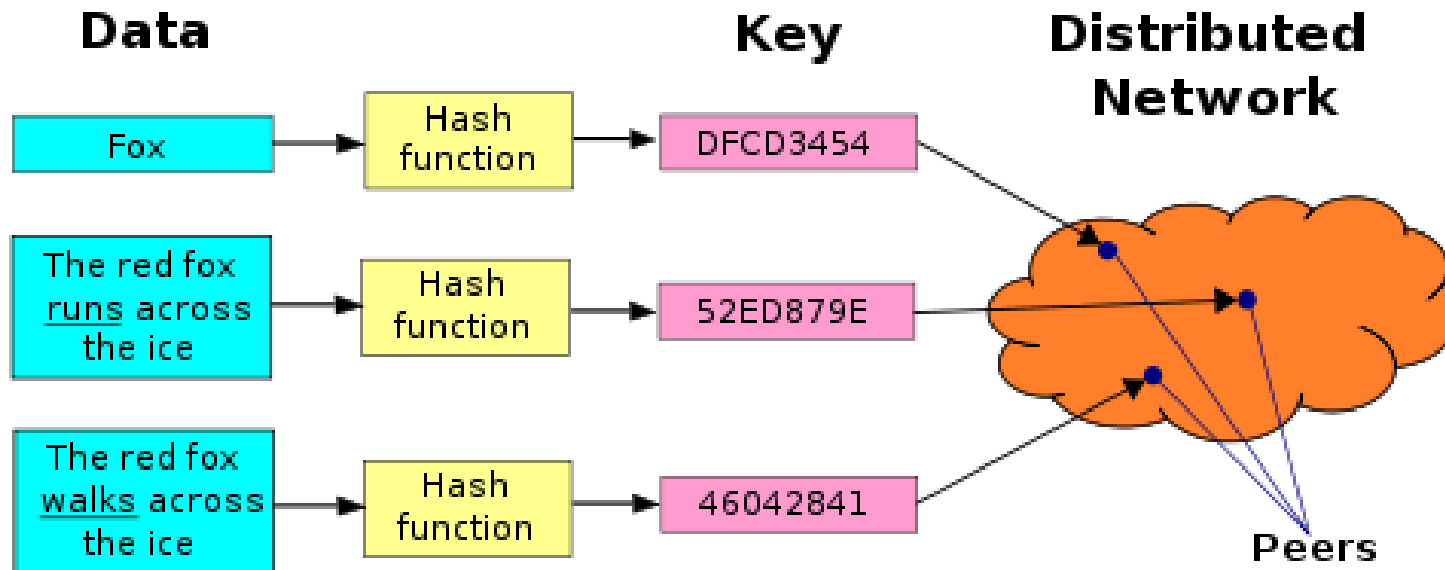 Data
Key
Distributed
Network
Fox
Hash
function
DFCD3454
The red fox
runs across
the ice
Hash
function
52ED879E
The red fox
walks across
the ice
Hash
function
46042841
Peers